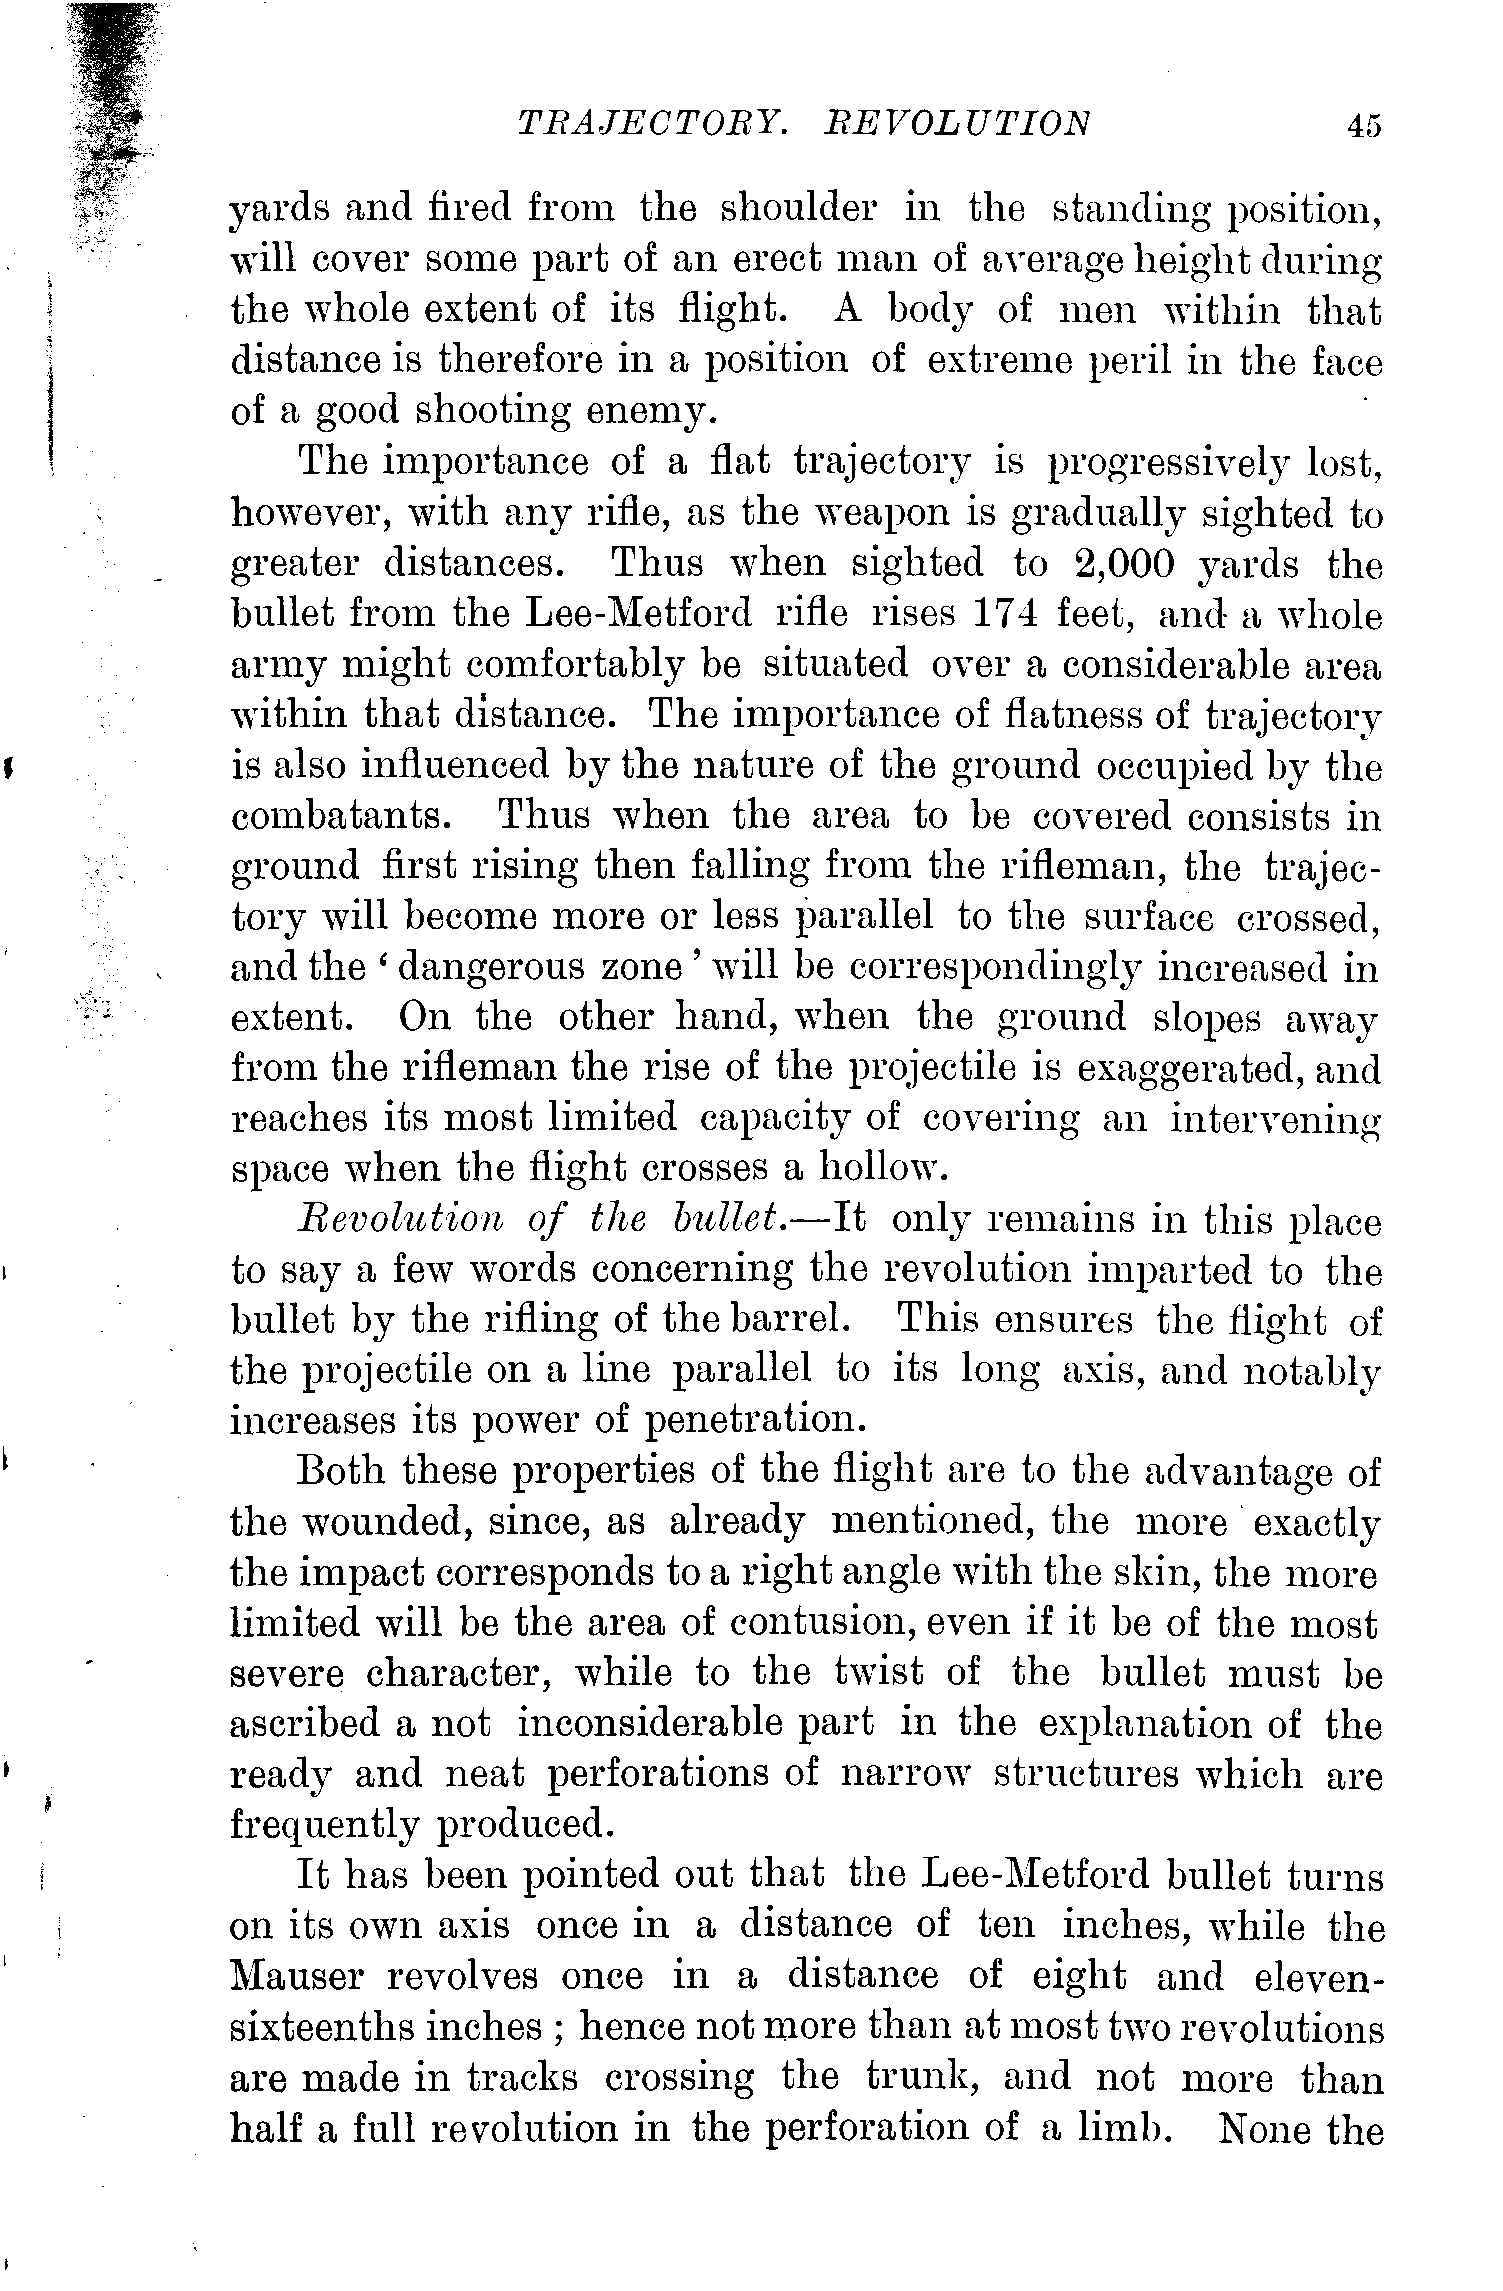 TRAJECTORY. REVOLUTION 45
yards and fired from the shoulder in the standing position,
will cover some part of an erect man of average height during
the whole extent of its flight. A body of men within that
distance is therefore in a position of extreme peril in the face
of a good shooting enemy.
The importance of a flat trajectory is progressively lost,
however, with any rifle, as the weapon is gradually sighted to
greater distances. Thus when sighted to 2,000 yards the
bullet from the Lee-Metford rifle rises 174 feet, and a whole
army might comfortably be situated over a considerable area
within that distance. The importance of flatness of trajectory
is also influenced by the nature of the ground occupied by the
combatants. Thus when the area to be covered consists in
ground first rising then falling from the rifleman, the trajec-
tory will become more or less parallel to the surface crossed,
and the ‘ dangerous zone ’ will be correspondingly increased in
extent. On the other hand, when the ground slopes away
from the rifleman the rise of the projectile is exaggerated, and
reaches its most limited capacity of covering an intervening
space when the flight crosses a hollow.
Revolution of the bullet.—It only remains in this place
to say a few words concerning the revolution imparted to the
bullet by the rifling of the barrel. This ensures the flight of
the projectile on a line parallel to its long axis, and notably
increases its power of penetration.
Both these properties of the flight are to the advantage of
the wounded, since, as already mentioned, the more exactly
the impact corresponds to a right angle with the skin, the more
limited will be the area of contusion, even if it be of the most
severe character, while to the twist of the bullet must be
ascribed a not inconsiderable part in the explanation of the
ready and neat perforations of narrow structures which are
frequently produced.
It has been pointed out that the Lee-Metford bullet turns
on its own axis once in a distance of ten inches, while the
Mauser revolves once in a distance of eight and eleven-
sixteenths inches ; hence not more than at most two revolutions
are made in tracks crossing the trunk, and not more than
half a full revolution in the perforation of a limb. None the